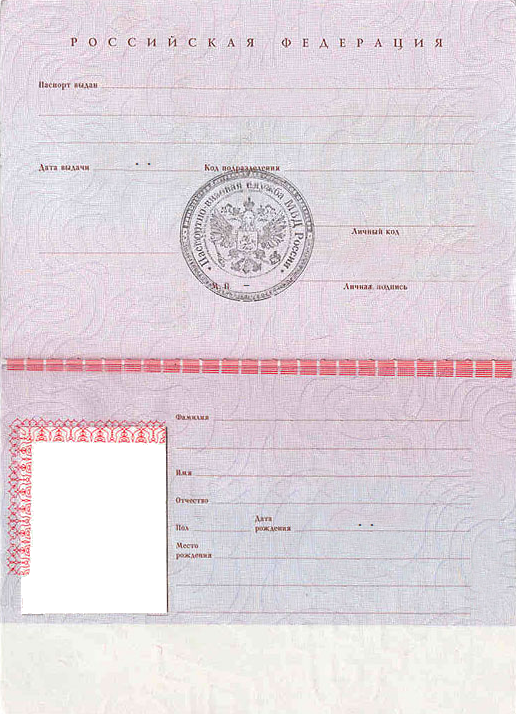 РОССИЙСКАЯ ФЕДЕРАЦИЯ
Паспорт выдан
Дата выдачи
Код подразделения
Паспортно-визовая служба МВД России
Личный код
М. П.
Личная подпись
Фамилия
Имя
Отчество
Пол
Дата
рождения
Место
рождения